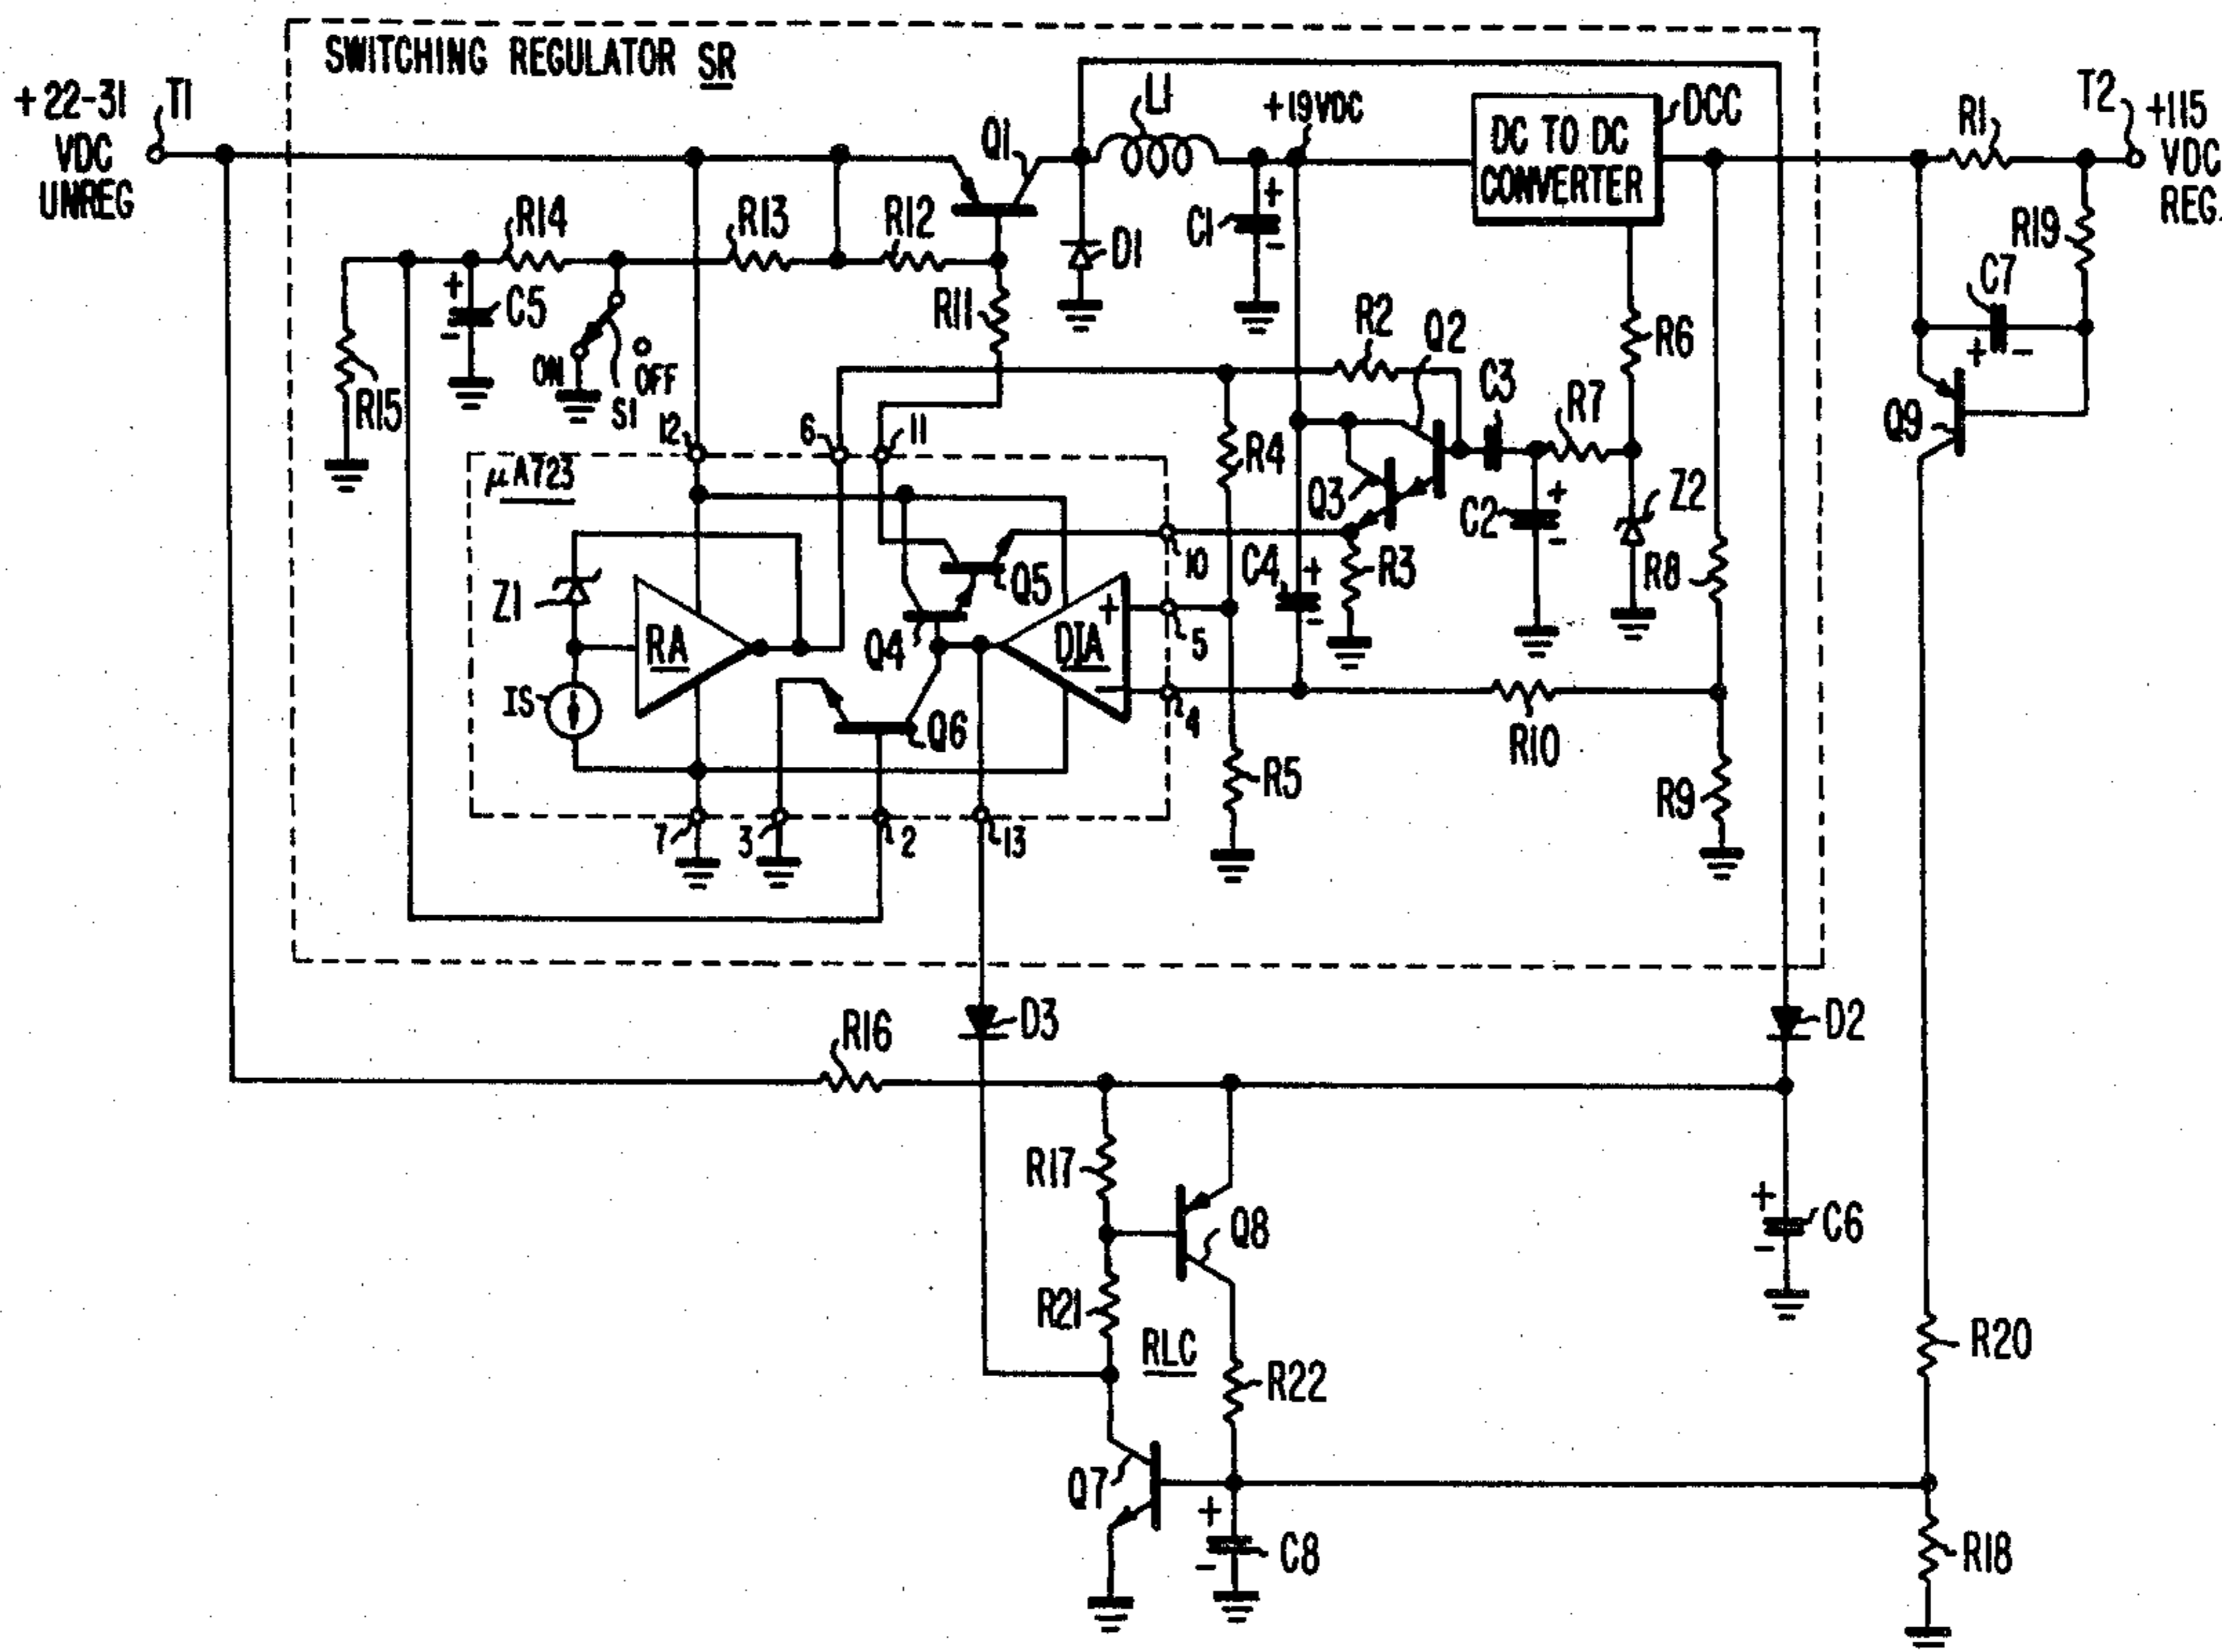 SWITCHING REGULATOR SR
+22-31
VDC
UNREG
T1
Q1
L1
+19VDC
DC TO DC
CONVERTER
DCC
R1
T2
+115
VDC
REG.
R14
R13
R12
C5
+
-
ON
OFF
S1
R15
R11
D1
C1
+
-
R2
Q2
C3
R7
R6
R19
C7
+
-
Q9
12
6
11
μA723
R4
Q3
C2
+
-
Z2
R8
Z1
RA
Q4
Q5
10
C4
+
-
R3
DIA
+
-
5
4
IS
Q6
R10
R5
R9
7
3
2
13
D3
D2
R16
R17
Q8
+
-
C6
R21
RLC
R22
R20
Q7
+
-
C8
R18